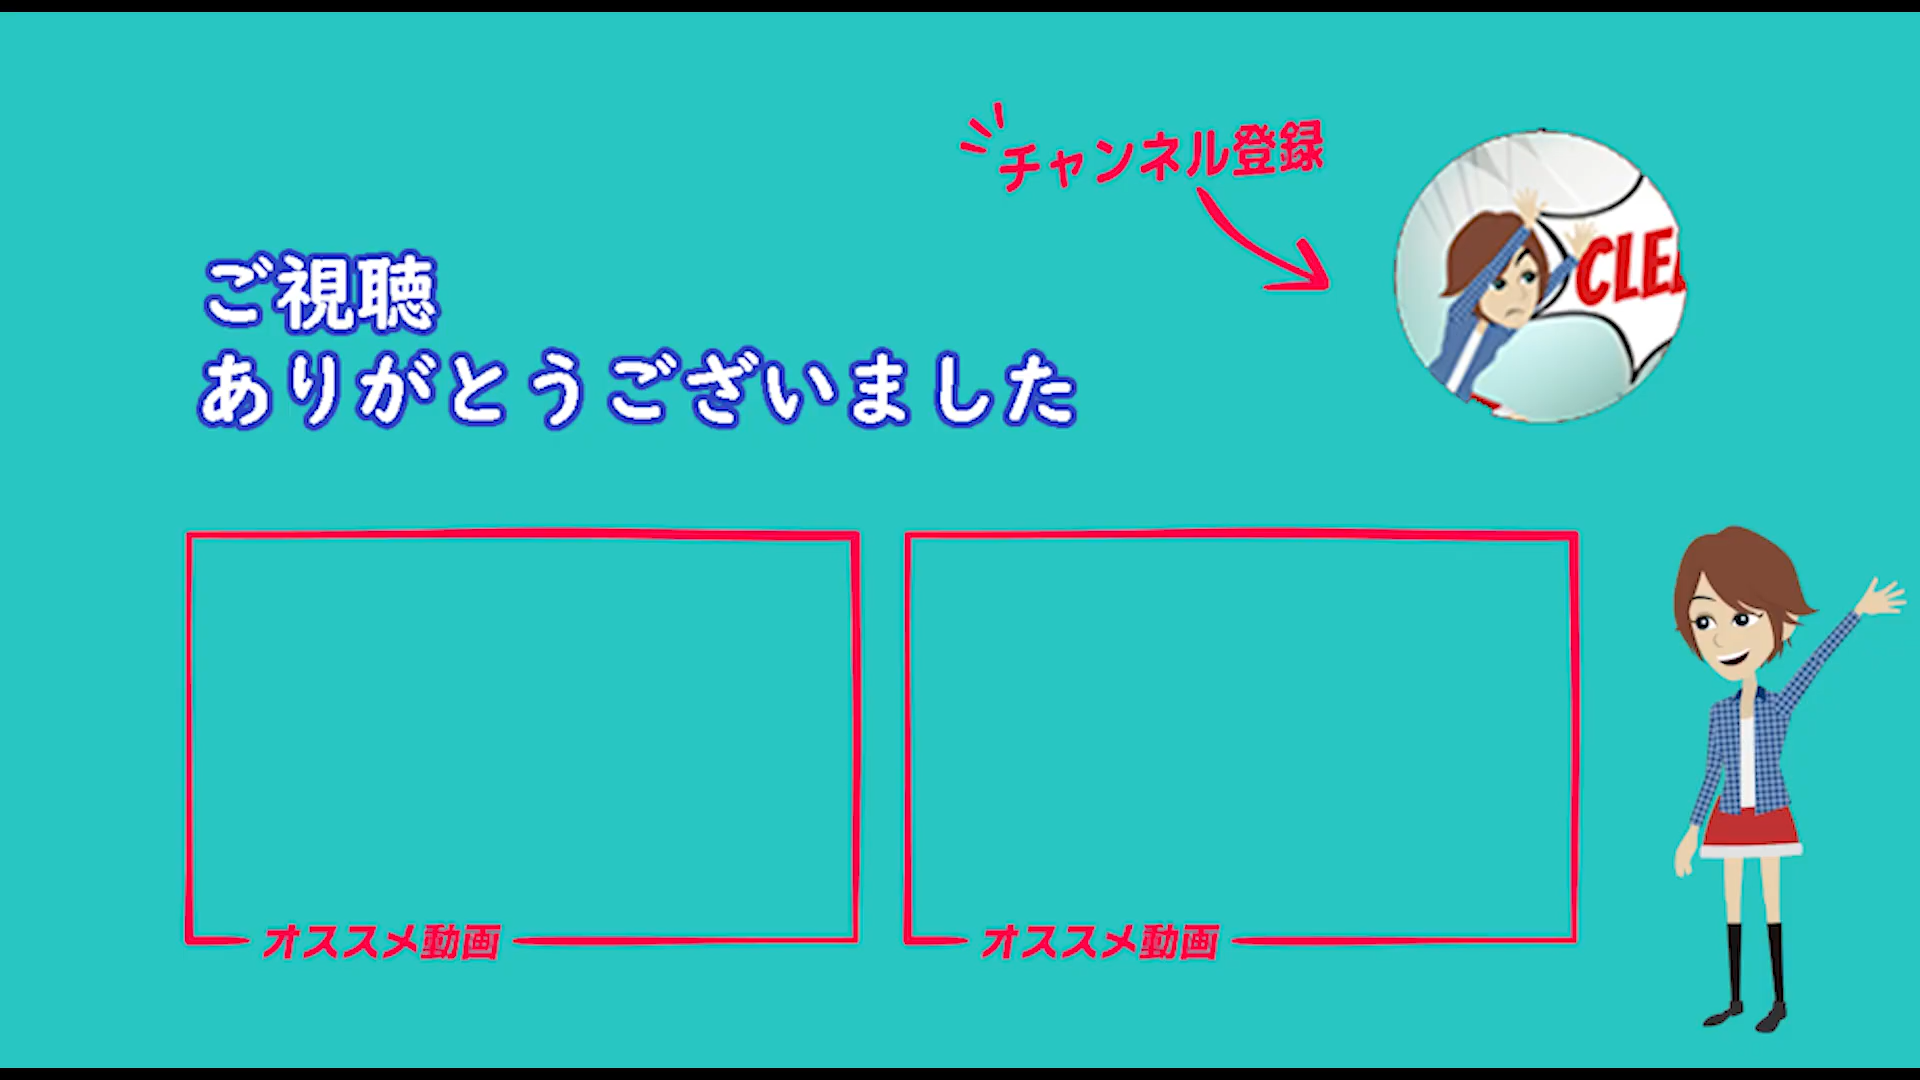 チャンネル登録
ご視聴
ありがとうございました
オススメ動画
オススメ動画